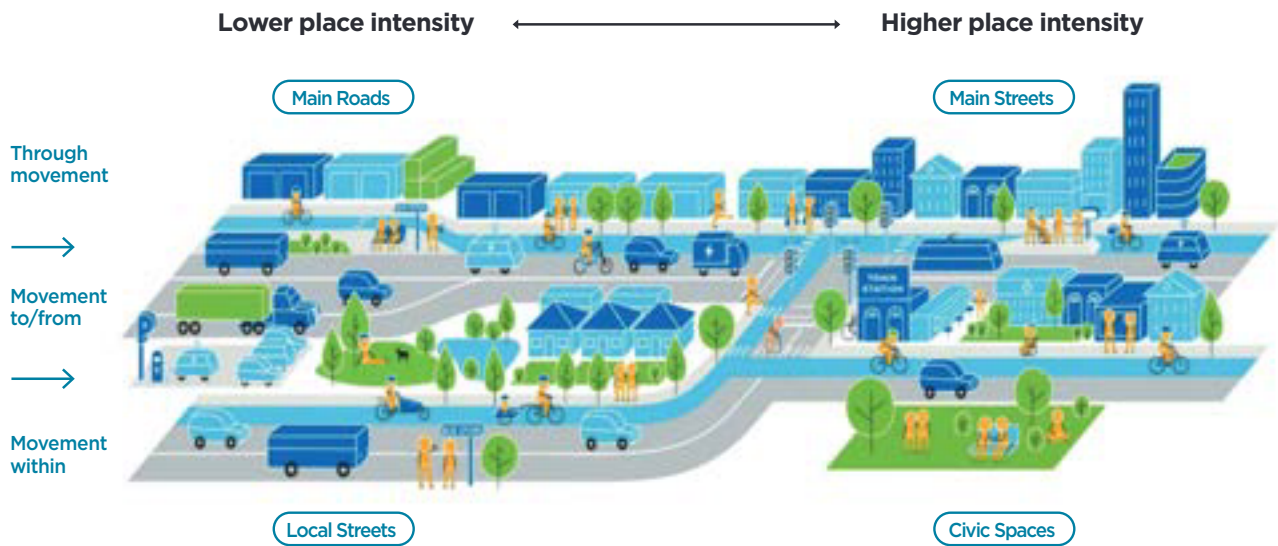 Lower place intensity
Higher place intensity
Main Roads
Main Streets
Through
movement
Movement
to/from
Movement
within
P
STATION
Local Streets
Civic Spaces